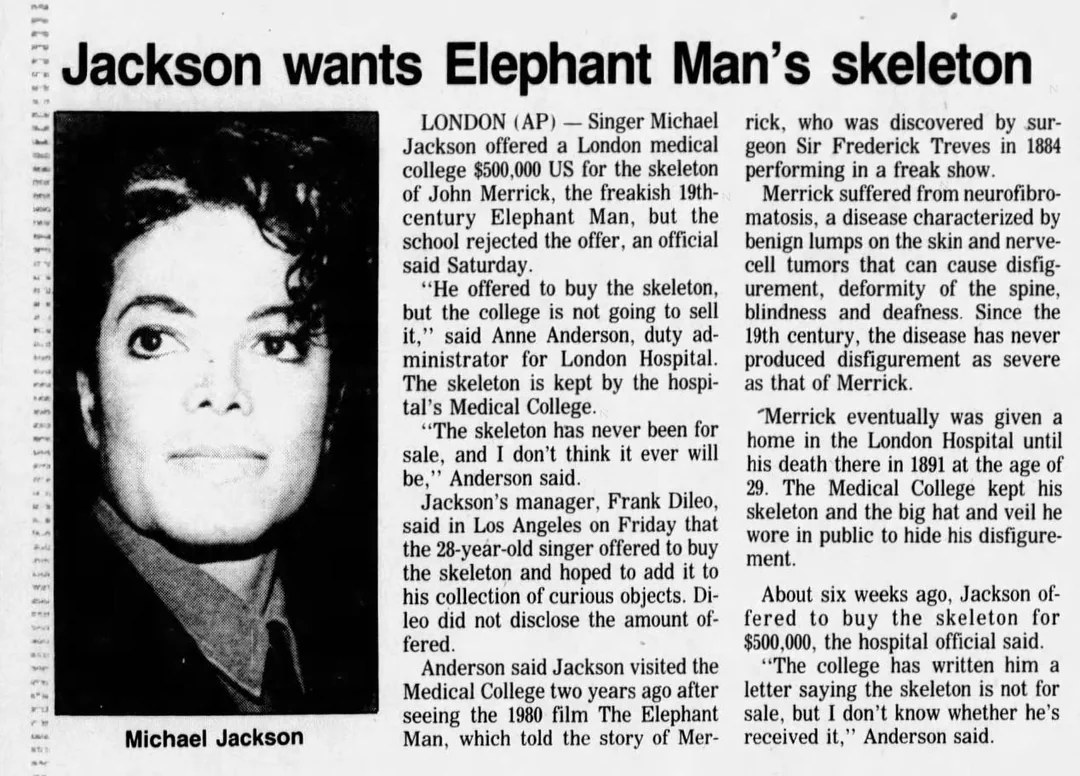 Jackson wants Elephant Man's skeleton
Michael Jackson
LONDON (AP) — Singer Michael
Jackson offered a London medical
college $500,000 US for the skeleton
of John Merrick, the freakish 19th-
century Elephant Man, but the
school rejected the offer, an official
said Saturday.
"He offered to buy the skeleton,
but the college is not going to sell
it," said Anne Anderson, duty ad-
ministrator for London Hospital.
The skeleton is kept by the hospi-
tal's Medical College.
"The skeleton has never been for
sale, and I don't think it ever will
be," Anderson said.
Jackson's manager, Frank Dileo,
said in Los Angeles on Friday that
the 28-year-old singer offered to buy
the skeleton and hoped to add it to
his collection of curious objects. Di-
leo did not disclose the amount of-
fered.
Anderson said Jackson visited the
Medical College two years ago after
seeing the 1980 film The Elephant
Man, which told the story of Mer-
rick, who was discovered by sur-
geon Sir Frederick Treves in 1884
performing in a freak show.
Merrick suffered from neurofibro-
matosis, a disease characterized by
benign lumps on the skin and nerve-
cell tumors that can cause disfig-
urement, deformity of the spine,
blindness and deafness. Since the
19th century, the disease has never
produced disfigurement as severe
as that of Merrick.
Merrick eventually was given a
home in the London Hospital until
his death there in 1891 at the age of
29. The Medical College kept his
skeleton and the big hat and veil he
wore in public to hide his disfigure-
ment.
About six weeks ago, Jackson of-
fered to buy the skeleton for
$500,000, the hospital official said.
"The college has written him a
letter saying the skeleton is not for
sale, but I don't know whether he's
received it," Anderson said.